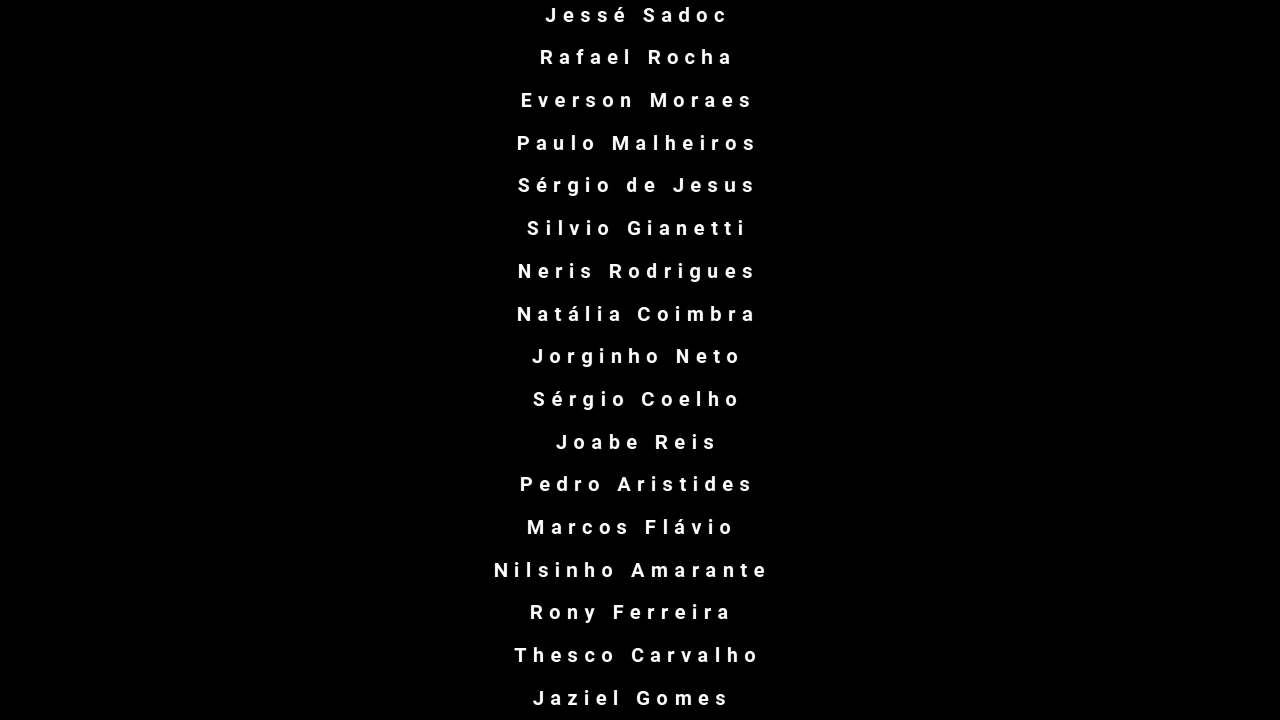 Jessé Sadoc
Rafael Rocha
Everson Moraes
Paulo Malheiros
Sérgio de Jesus
Silvio Gianetti
Neris Rodrigues
Natália Coimbra
Jorginho Neto
Sérgio Coelho
Joabe Reis
Pedro Aristides
Marcos Flávio
Nilsinho Amarante
Rony Ferreira
Thesco Carvalho
Jaziel Gomes